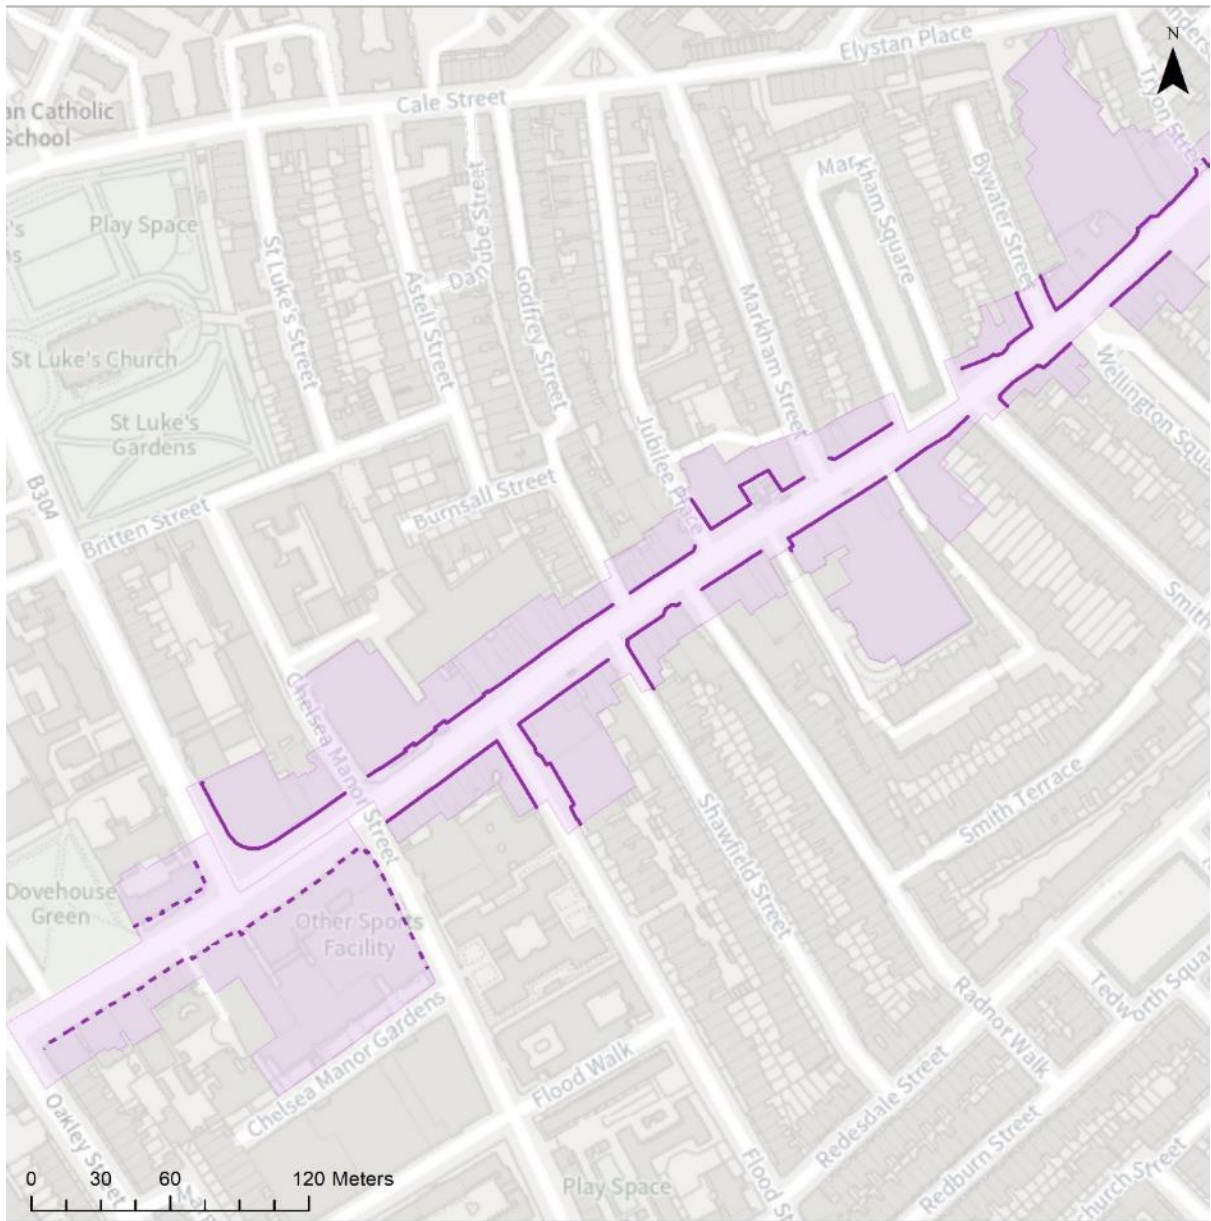 Elystan Place
N
Cale Street
an Catholic
School
Tryon Street
Markham Square
Bywater Street
Play Space
Danube Street
St Luke's Street
Astell Street
Godfrey Street
Markham Street
St Luke's Church
Wellington Squa
St Luke's
Gardens
Jubilee Place
B304
Burnsall Street
Britten Street
Smith
Chelsea Manor Street
Smith Terrace
Shawfield Street
Dovehouse
Green
Other Sports
Facility
Radnor Walk
Tedworth Square
Chelsea Manor Gardens
Flood Walk
Redesdale Street
Oakley Street
Redburn Street
church Street
Flood St
Play Space
0 30 60 120 Meters